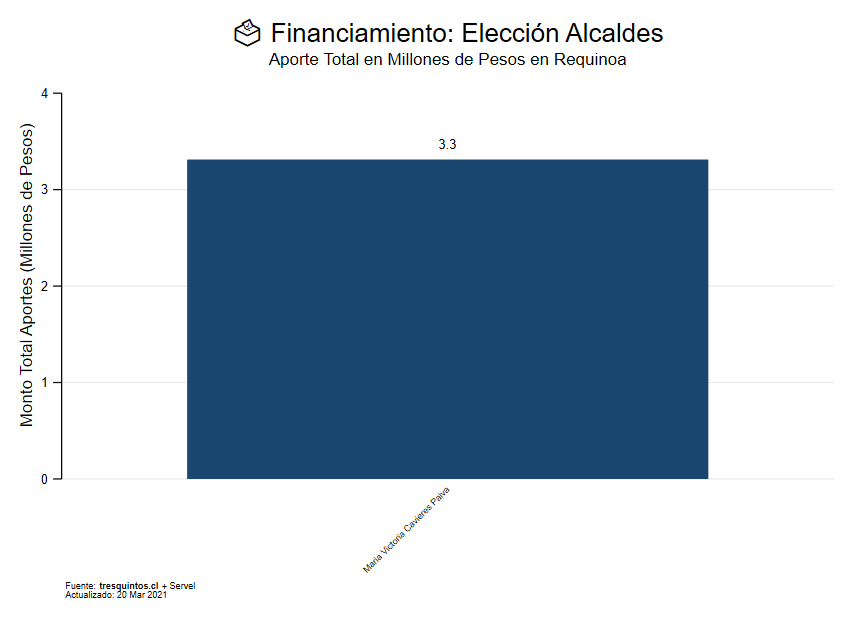 Financiamiento: Elección Alcaldes
Aporte Total en Millones de Pesos en Requinoa
Monto Total Aportes (Millones de Pesos)
4
3
2
1
0
3.3
Maria Victoria Cavieres Paiva
Fuente: tresquintos.cl + Servel
Actualizado: 20 Mar 2021